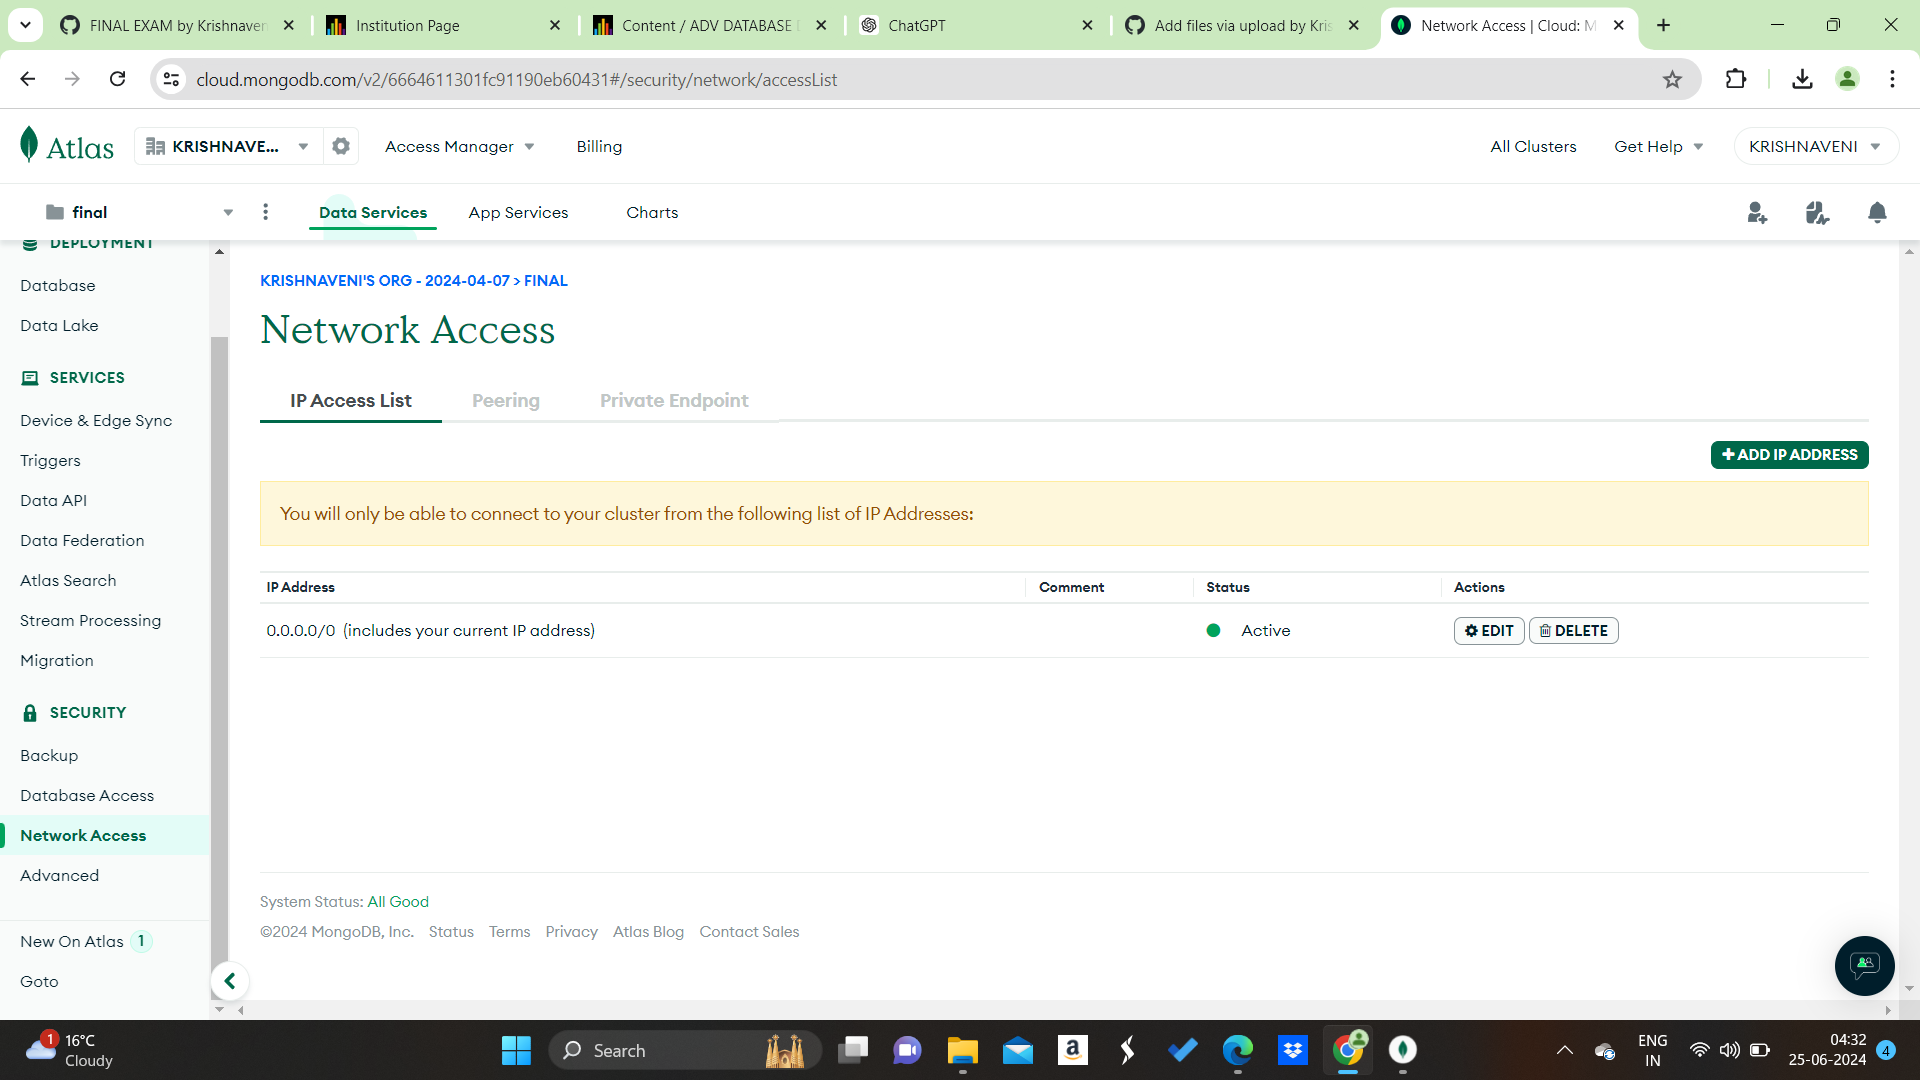 FINAL EXAM by Krishnaven
Institution Page
Content / ADV DATABASE
ChatGPT
Add files via upload by Kris
Network Access | Cloud: M
cloud.mongodb.com/v2/6664611301fc91190eb60431#/security/network/accessList
Atlas
KRISHNAVE...
Access Manager
Billing
All Clusters
Get Help
KRISHNAVENI
final
Data Services
App Services
Charts
DEPLOYMENT
Database
Data Lake
SERVICES
Device & Edge Sync
Triggers
Data API
Data Federation
Atlas Search
Stream Processing
Migration
SECURITY
Backup
Database Access
Network Access
Advanced
New On Atlas 1
Goto
KRISHNAVENI'S ORG - 2024-04-07 > FINAL
Network Access
IP Access List
Peering
Private Endpoint
+ ADD IP ADDRESS
You will only be able to connect to your cluster from the following list of IP Addresses:
IP Address
Comment
Status
Actions
0.0.0.0/0 (includes your current IP address)
Active
EDIT
DELETE
System Status: All Good
©2024 MongoDB, Inc. Status Terms Privacy Atlas Blog Contact Sales
1
16°C
Cloudy
Search
a
ENG
IN
04:32
25-06-2024
4